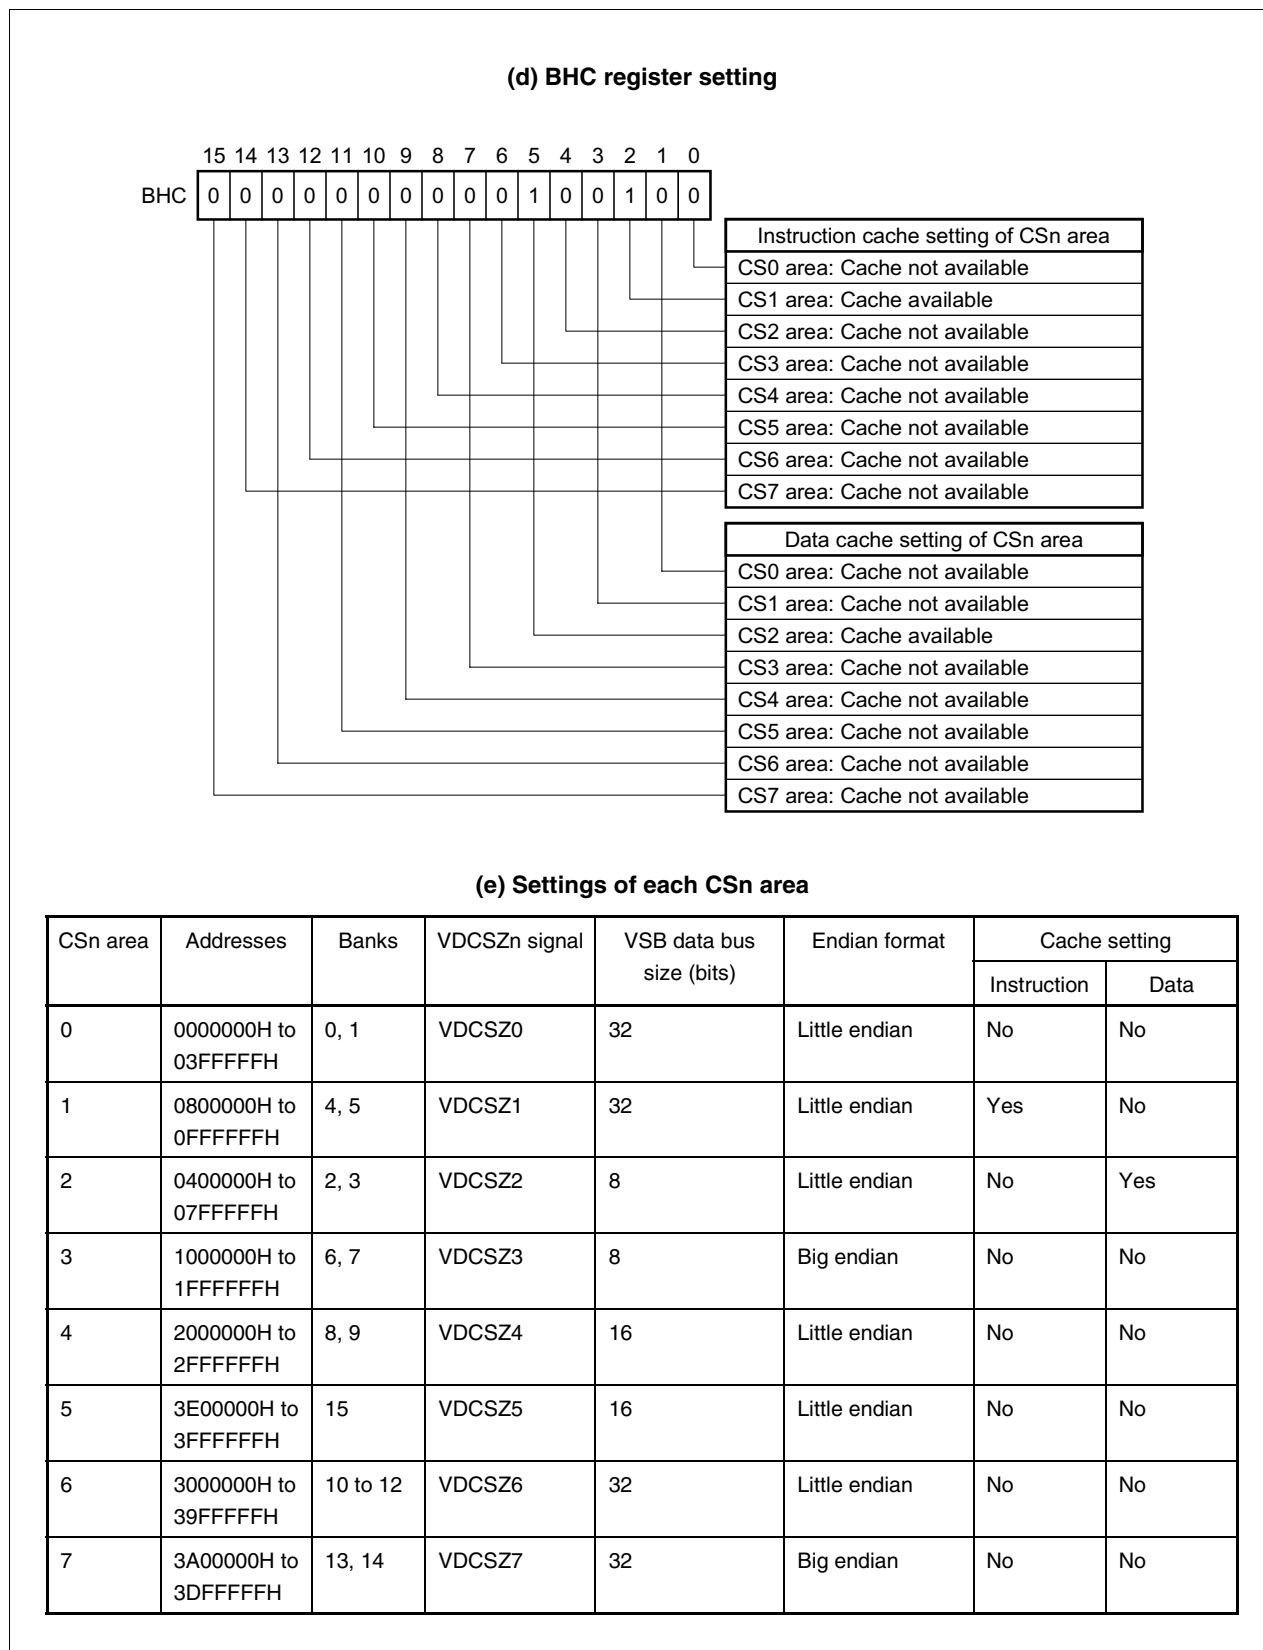 (d) BHC register setting
15 14 13 12 11 10 9 8 7 6 5 4 3 2 1 0
BHC 0 0 0 0 0 0 0 0 0 0 1 0 0 1 0 0
Instruction cache setting of CSn area
CS0 area: Cache not available
CS1 area: Cache available
CS2 area: Cache not available
CS3 area: Cache not available
CS4 area: Cache not available
CS5 area: Cache not available
CS6 area: Cache not available
CS7 area: Cache not available
Data cache setting of CSn area
CS0 area: Cache not available
CS1 area: Cache not available
CS2 area: Cache available
CS3 area: Cache not available
CS4 area: Cache not available
CS5 area: Cache not available
CS6 area: Cache not available
CS7 area: Cache not available
(e) Settings of each CSn area
CSn area Addresses Banks VDCSZn signal VSB data bus Endian format Cache setting
size (bits)
Instruction Data
0 0000000H to 0, 1 VDCSZ0 32 Little endian No No
03FFFFFH
1 0800000H to 4, 5 VDCSZ1 32 Little endian Yes No
0FFFFFFH
2 0400000H to 2, 3 VDCSZ2 8 Little endian No Yes
07FFFFFH
3 1000000H to 6, 7 VDCSZ3 8 Big endian No No
1FFFFFFH
4 2000000H to 8, 9 VDCSZ4 16 Little endian No No
2FFFFFFH
5 3E00000H to 15 VDCSZ5 16 Little endian No No
3FFFFFFH
6 3000000H to 10 to 12 VDCSZ6 32 Little endian No No
39FFFFFH
7 3A00000H to 13, 14 VDCSZ7 32 Big endian No No
3DFFFFFH